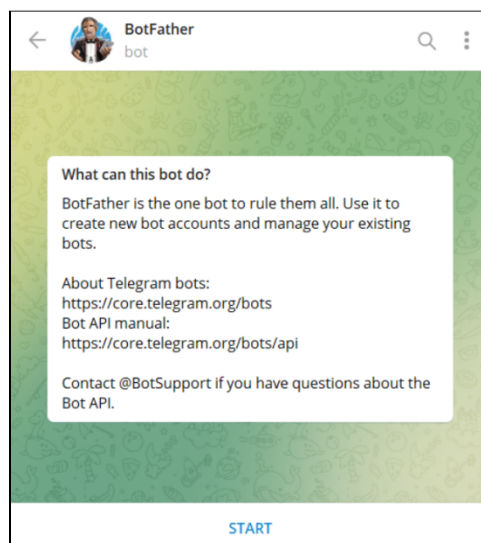 BotFather
bot
What can this bot do?
BotFather is the one bot to rule them all. Use it to
create new bot accounts and manage your existing
bots.
About Telegram bots:
https://core.telegram.org/bots
Bot API manual:
https://core.telegram.org/bots/api
Contact @BotSupport if you have questions about the
Bot API.
START